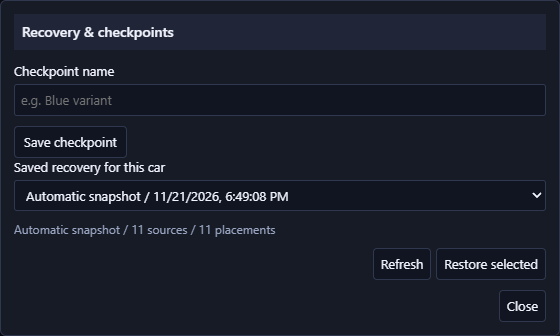 Recovery & checkpoints
Checkpoint name
e.g. Blue variant
Save checkpoint
Saved recovery for this car
Automatic snapshot / 11/21/2026, 6:49:08 PM
Automatic snapshot / 11 sources / 11 placements
Refresh
Restore selected
Close